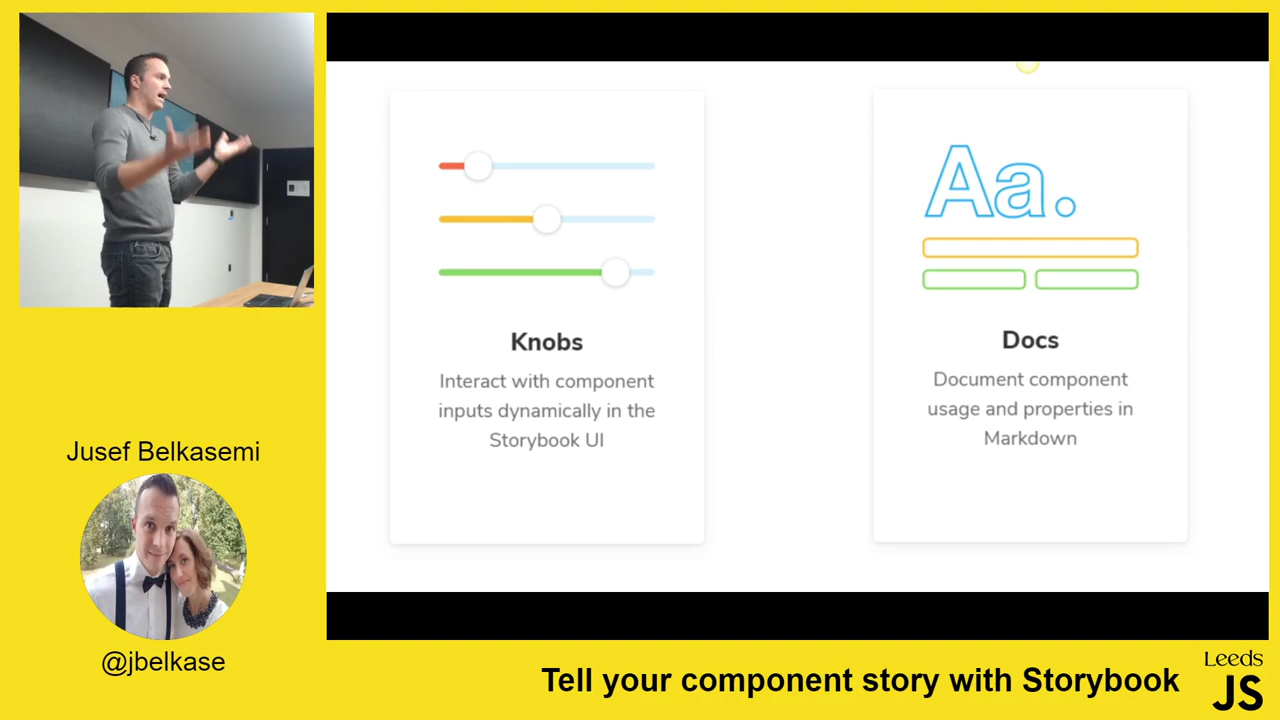 Aa.
Knobs
Interact with component
inputs dynamically in the
Storybook UI
Docs
Document component
usage and properties in
Markdown
Jusef Belkasemi
@jbelkase
Tell your component story with Storybook
Leeds
JS